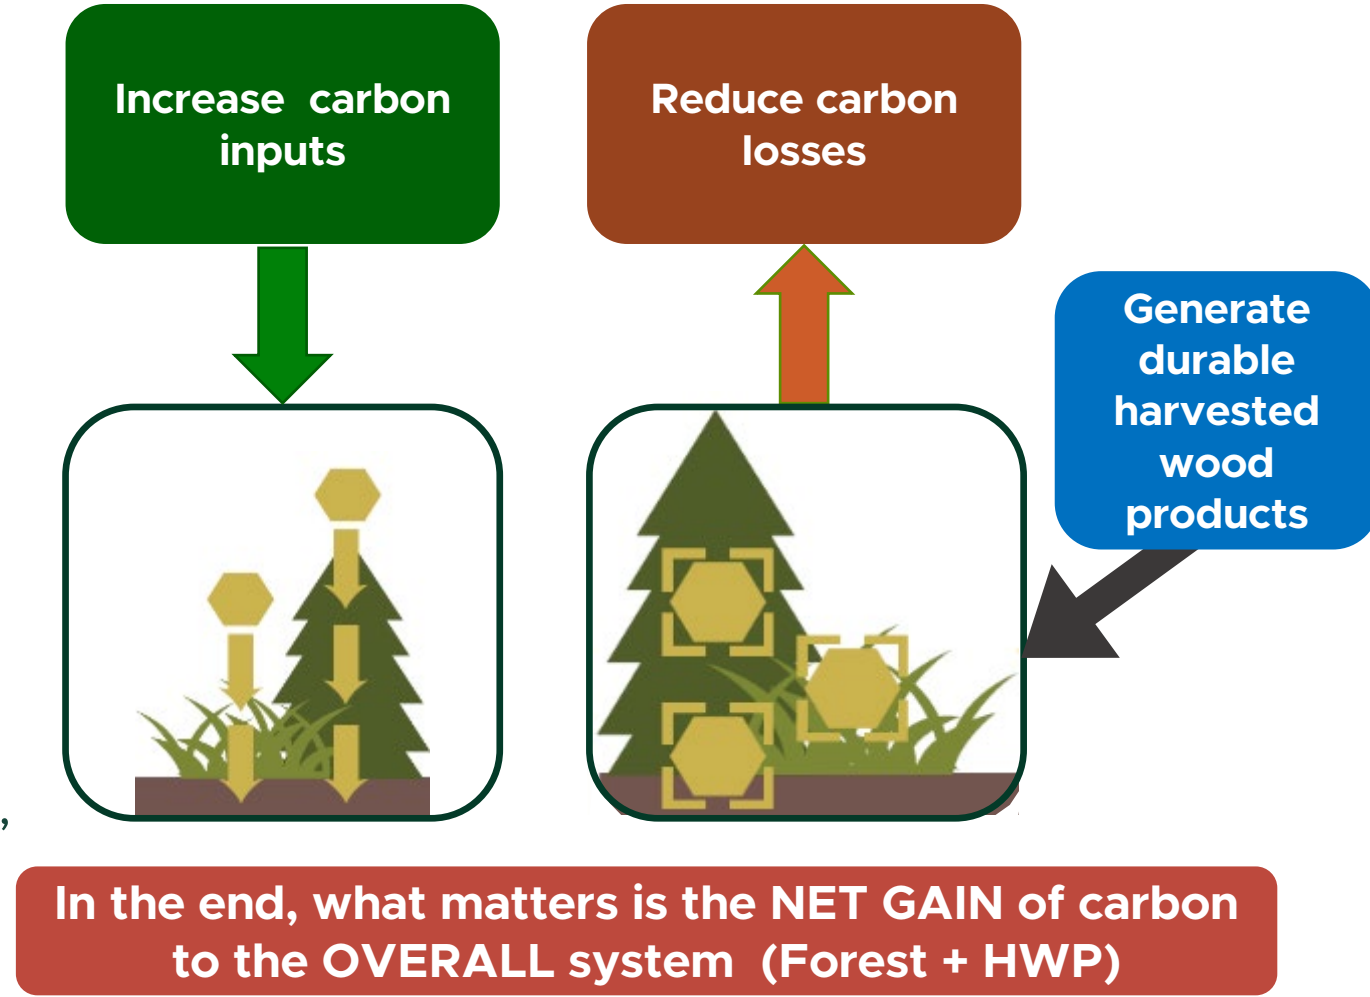 Increase  carbon
inputs
Reduce carbon
losses
Generate
durable
harvested
wood
products
,
In the end, what matters is the NET GAIN of carbon
to the OVERALL system  (Forest + HWP)